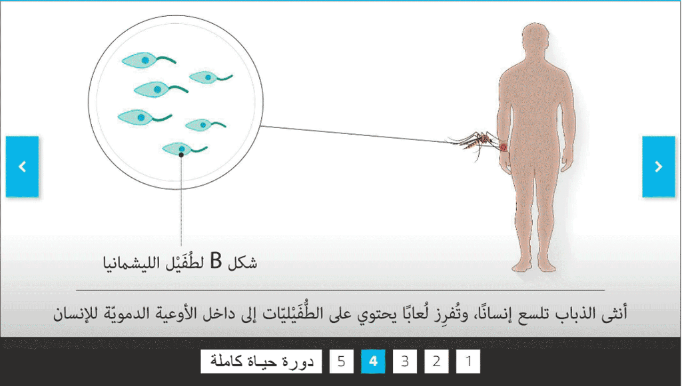 شكل B لطُفَيْل الليشمانيا
أنثى الذباب تلسع إنسانًا، وتُفرِز لُعابًا يحتوي على الطُّفَيْليّات إلى داخل الأوعية الدمويّة للإنسان
1 2 3 4 5 دورة حياة كاملة